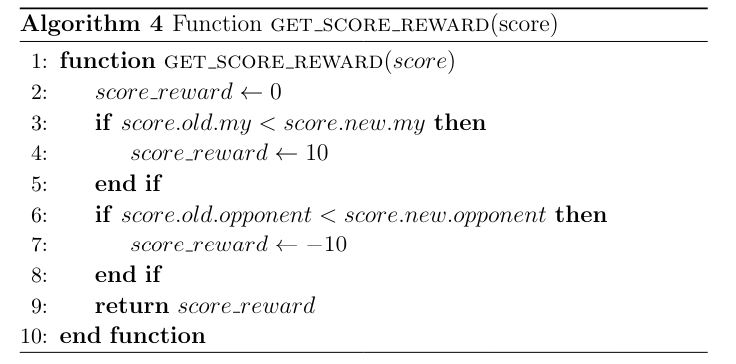 Algorithm 4 Function GET_SCORE_REWARD(score)
1: function GET_SCORE_REWARD(score)
2: score_reward ← 0
3: if score.old.my < score.new.my then
4: score_reward ← 10
5: end if
6: if score.old.opponent < score.new.opponent then
7: score_reward ← −10
8: end if
9: return score_reward
10: end function